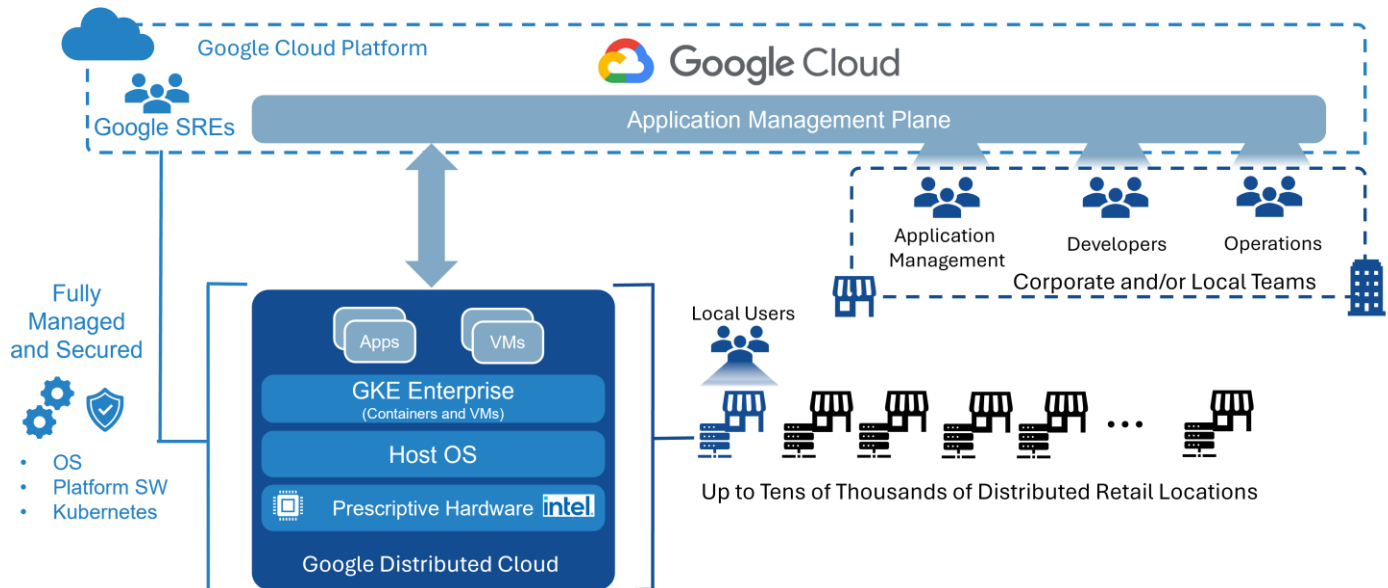 Google Cloud Platform
Google Cloud
Google SREs
Application Management Plane
Application
Management
Developers
Operations
Corporate and/or Local Teams
Fully
Managed
and Secured
• OS
• Platform SW
• Kubernetes
Apps
VMs
GKE Enterprise
(Containers and VMs)
Host OS
Prescriptive Hardware intel.
Google Distributed Cloud
Local Users
...
Up to Tens of Thousands of Distributed Retail Locations